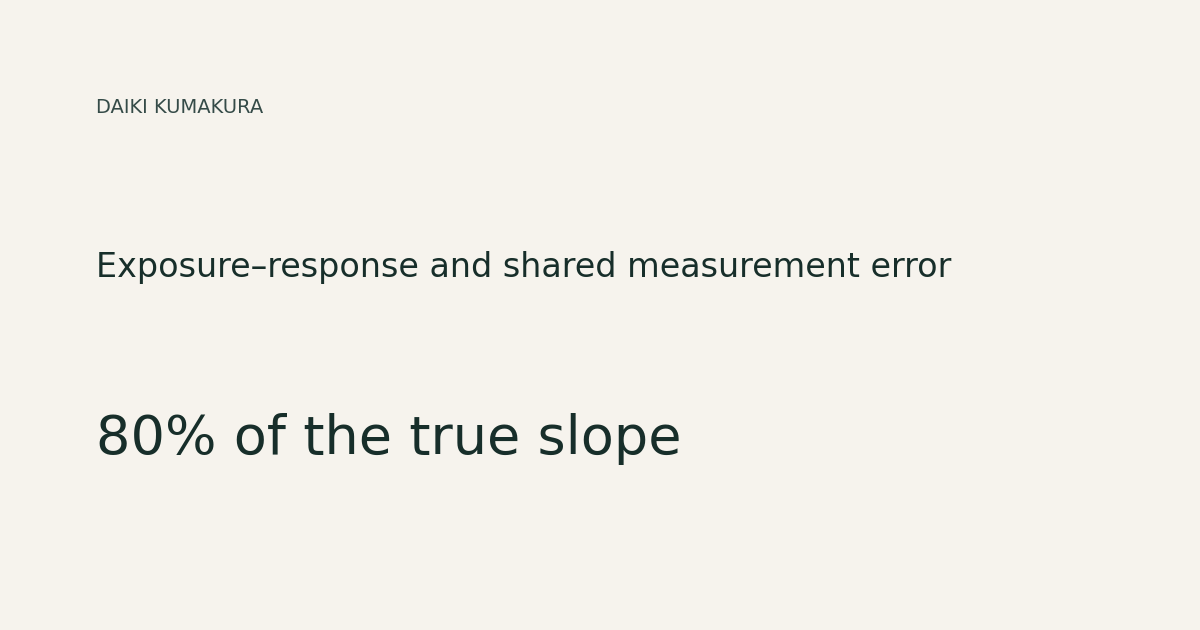 DAIKI KUMAKURA
Exposure–response and shared measurement error
80% of the true slope